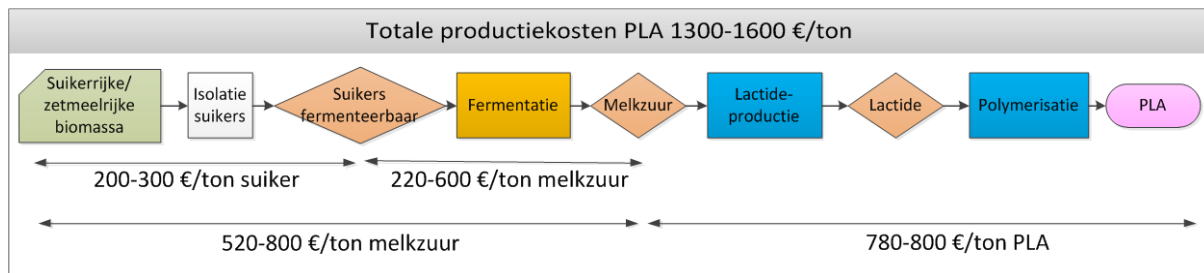 Totale productiekosten PLA 1300-1600 €/ton
Suikerrijke/
zetmeelrijke
biomassa
Isolatie
suikers
Suikers
fermenteerbaar
Fermentatie
Melkzuur
Lactide-
productie
Lactide
Polymerisatie
PLA
200-300 €/ton suiker
220-600 €/ton melkzuur
520-800 €/ton melkzuur
780-800 €/ton PLA